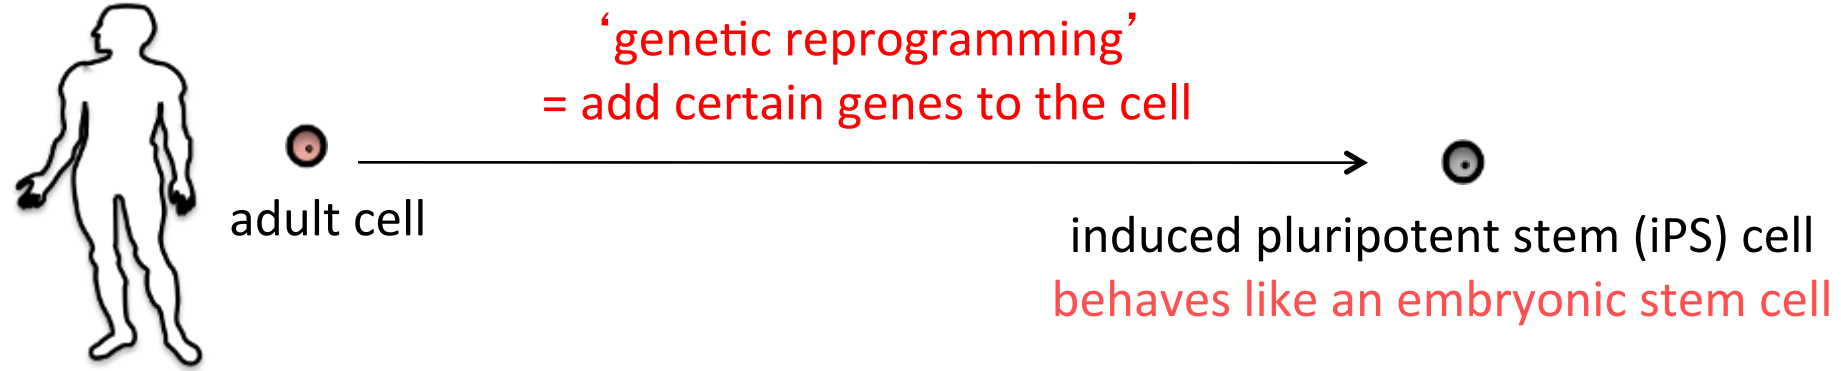 ‘genetic reprogramming’
= add certain genes to the cell
adult cell
induced pluripotent stem (iPS) cell
behaves like an embryonic stem cell